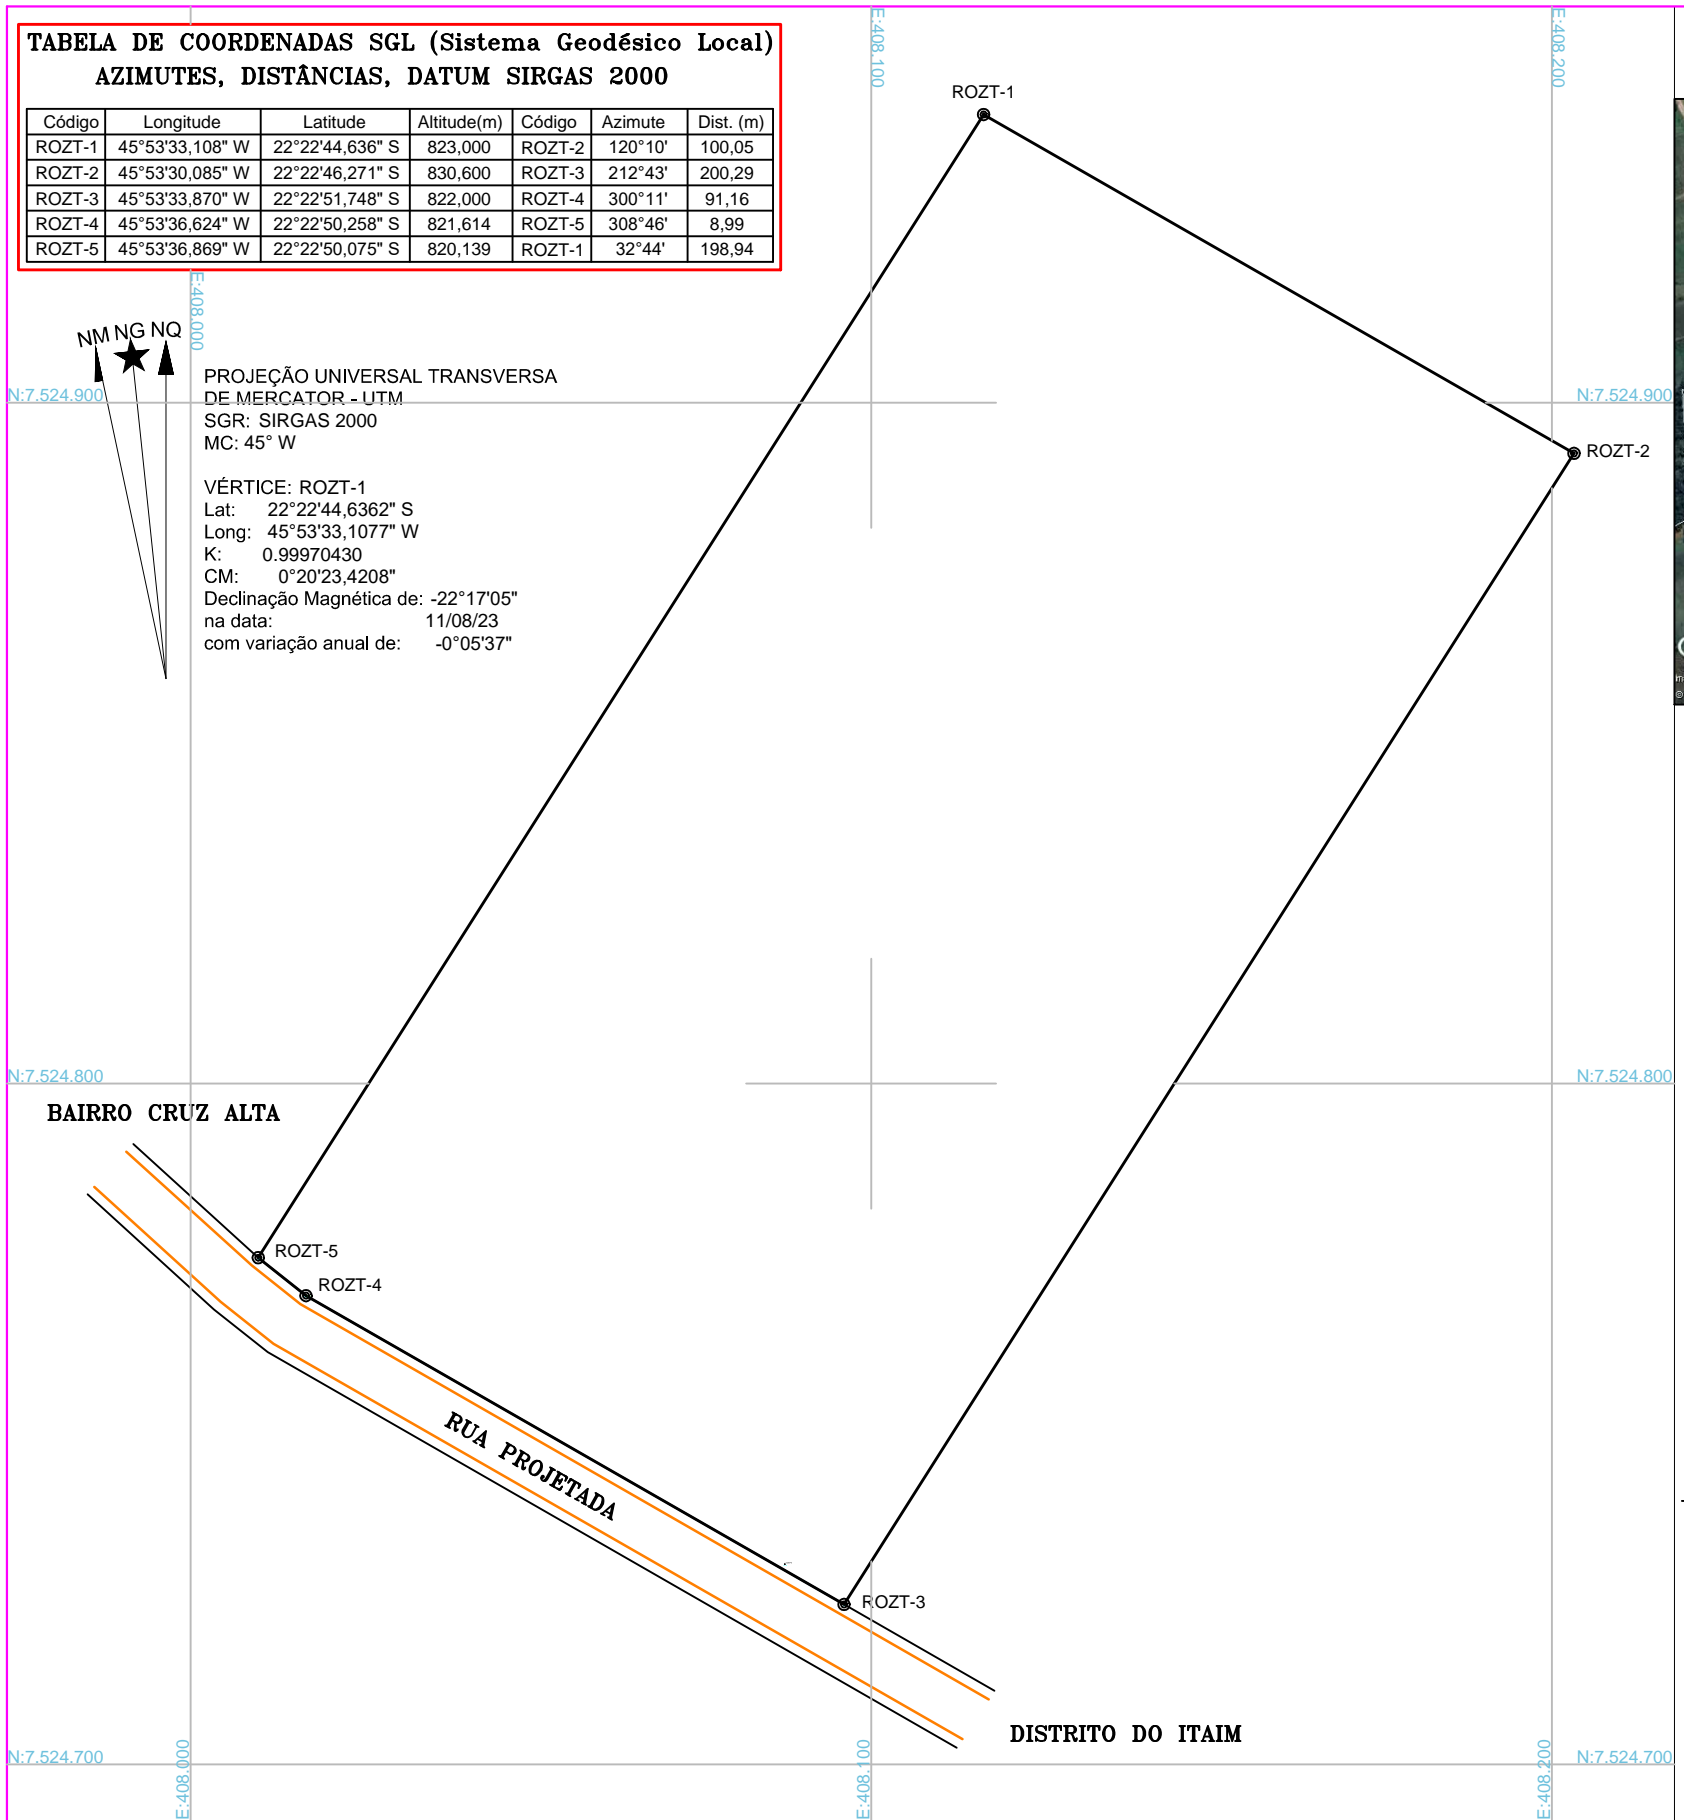 TABELA DE COORDENADAS SGL (Sistema Geodésico Local)
AZIMUTES, DISTÂNCIAS, DATUM SIRGAS 2000
Código Longitude Latitude Altitude(m) Código Azimute Dist. (m)
ROZT-1 45°53'33,108" W 22°22'44,636" S 823,000 ROZT-2 120°10' 100,05
ROZT-2 45°53'30,085" W 22°22'46,271" S 830,600 ROZT-3 212°43' 200,29
ROZT-3 45°53'33,870" W 22°22'51,748" S 822,000 ROZT-4 300°11' 91,16
ROZT-4 45°53'36,624" W 22°22'50,258" S 821,614 ROZT-5 308°46' 8,99
ROZT-5 45°53'36,869" W 22°22'50,075" S 820,139 ROZT-1 32°44' 198,94
E:408.100
E:408.200
ROZT-1
E:408.000
NM NG NQ
PROJEÇÃO UNIVERSAL TRANSVERSA
DE MERCATOR - UTM
SGR: SIRGAS 2000
MC: 45° W
N:7.524.900
N:7.524.900
ROZT-2
VÉRTICE: ROZT-1
Lat: 22°22'44,6362" S
Long: 45°53'33,1077" W
K: 0.99970430
CM: 0°20'23,4208"
Declinação Magnética de: -22°17'05"
na data: 11/08/23
com variação anual de: -0°05'37"
N:7.524.800
N:7.524.800
BAIRRO CRUZ ALTA
ROZT-5
ROZT-4
RUA PROJETADA
ROZT-3
DISTRITO DO ITAIM
N:7.524.700
N:7.524.700
E:408.000
E:408.100
E:408.200